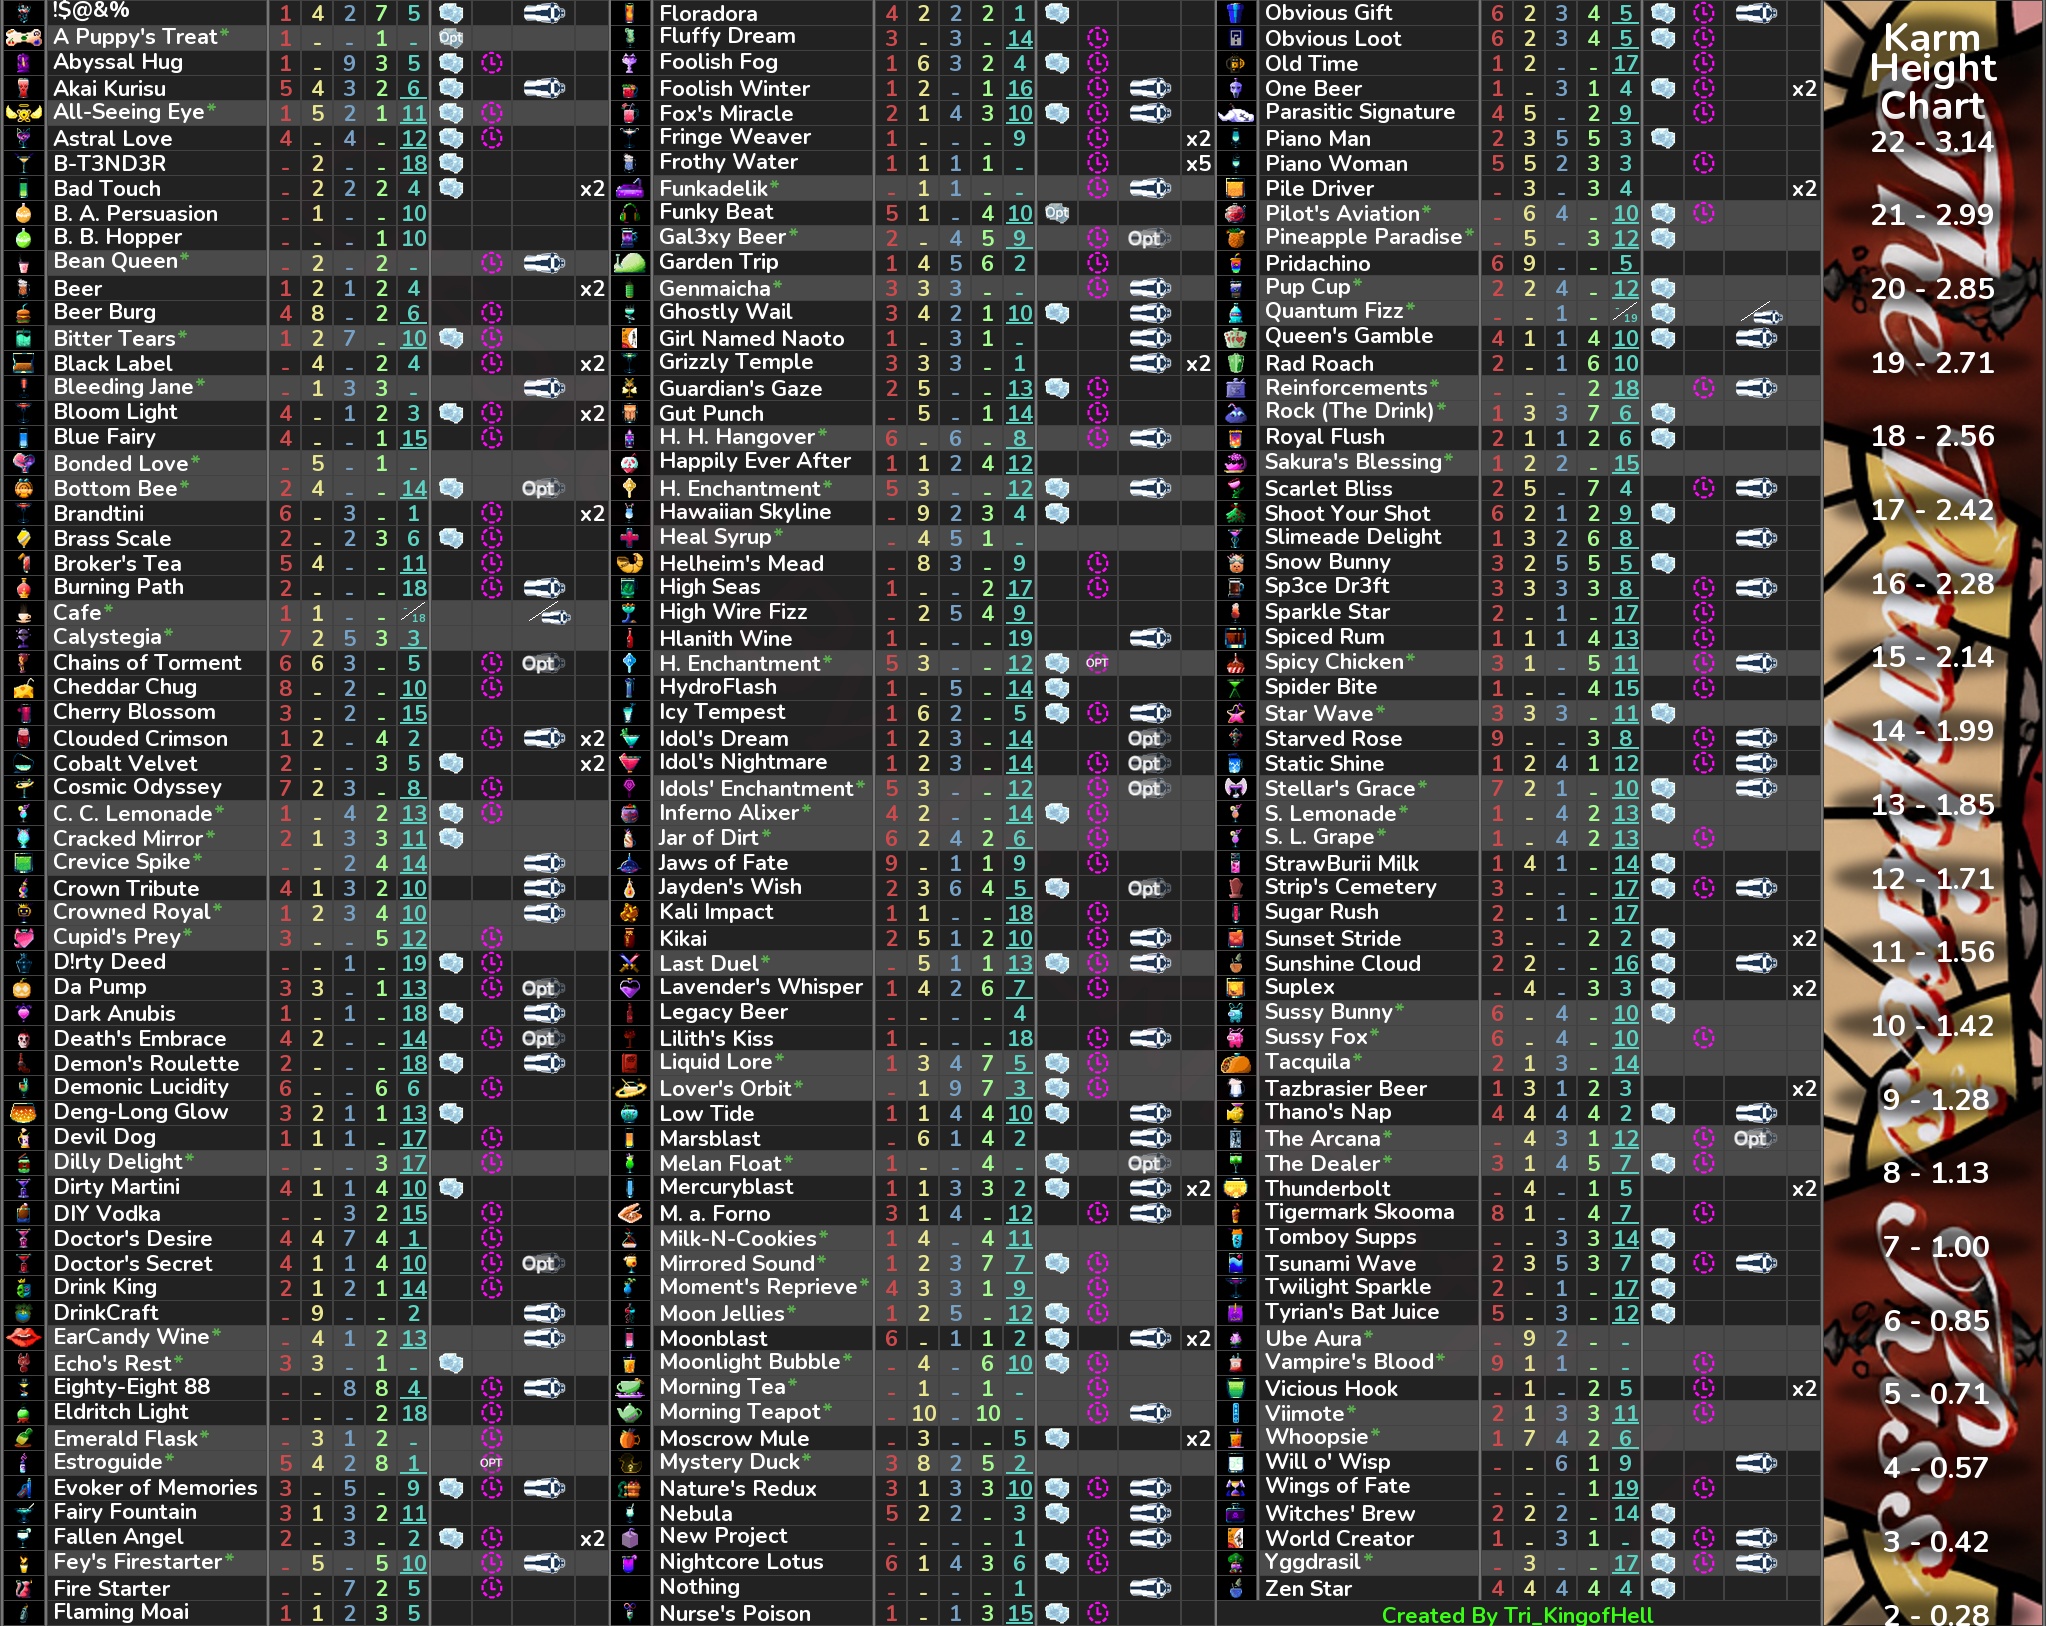 !$@&% 1 4 2 7 5
A Puppy's Treat* 1 - - 1 - Opt
Abyssal Hug 1 - 9 3 5
Akai Kurisu 5 4 3 2 6
All-Seeing Eye* 1 5 2 1 11
Astral Love 4 - 4 - 12
B-T3ND3R - 2 - - 18
Bad Touch - 2 2 2 4 x2
B. A. Persuasion - 1 - - 10
B. B. Hopper - - - 1 10
Bean Queen* - 2 - 2 -
Beer 1 2 1 2 4 x2
Beer Burg 4 8 - 2 6
Bitter Tears* 1 2 7 - 10
Black Label - 4 - 2 4 x2
Bleeding Jane* - 1 3 3 -
Bloom Light 4 - 1 2 3 x2
Blue Fairy 4 - - 1 15
Bonded Love* - 5 - 1 -
Bottom Bee* 2 4 - - 14 Opt
Brandtini 6 - 3 - 1 x2
Brass Scale 2 - 2 3 6
Broker's Tea 5 4 - - 11
Burning Path 2 - - - 18
Cafe* 1 1 - - -/18
Calystegia* 7 2 5 3 3
Chains of Torment 6 6 3 - 5 Opt
Cheddar Chug 8 - 2 - 10
Cherry Blossom 3 - 2 - 15
Clouded Crimson 1 2 - 4 2 x2
Cobalt Velvet 2 - - 3 5 x2
Cosmic Odyssey 7 2 3 - 8
C. C. Lemonade* 1 - 4 2 13
Cracked Mirror* 2 1 3 3 11
Crevice Spike* - - 2 4 14
Crown Tribute 4 1 3 2 10
Crowned Royal* 1 2 3 4 10
Cupid's Prey* 3 - - 5 12
D!rty Deed - - 1 - 19
Da Pump 3 3 - 1 13 Opt
Dark Anubis 1 - 1 - 18
Death's Embrace 4 2 - - 14 Opt
Demon's Roulette 2 - - - 18
Demonic Lucidity 6 - - 6 6
Deng-Long Glow 3 2 1 1 13
Devil Dog 1 1 1 - 17
Dilly Delight* - - - 3 17
Dirty Martini 4 1 1 4 10
DIY Vodka - - 3 2 15
Doctor's Desire 4 4 7 4 1
Doctor's Secret 4 1 1 4 10 Opt
Drink King 2 1 2 1 14
DrinkCraft - 9 - - 2
EarCandy Wine* - 4 1 2 13
Echo's Rest* 3 3 - 1 -
Eighty-Eight 88 - - 8 8 4
Eldritch Light - - - 2 18
Emerald Flask* - 3 1 2 -
Estroguide* 5 4 2 8 1 OPT
Evoker of Memories 3 - 5 - 9
Fairy Fountain 3 1 3 2 11
Fallen Angel 2 - 3 - 2 x2
Fey's Firestarter* - 5 - 5 10
Fire Starter - - 7 2 5
Flaming Moai 1 1 2 3 5
Floradora 4 2 2 2 1
Fluffy Dream 3 - 3 - 14
Foolish Fog 1 6 3 2 4
Foolish Winter 1 2 - 1 16
Fox's Miracle 2 1 4 3 10
Fringe Weaver 1 - - - 9 x2
Frothy Water 1 1 1 1 - x5
Funkadelik* - 1 1 - -
Funky Beat 5 1 - 4 10 Opt
Gal3xy Beer* 2 - 4 5 9 Opt
Garden Trip 1 4 5 6 2
Genmaicha* 3 3 3 - -
Ghostly Wail 3 4 2 1 10
Girl Named Naoto 1 - 3 1 -
Grizzly Temple 3 3 3 - 1 x2
Guardian's Gaze 2 5 - - 13
Gut Punch - 5 - 1 14
H. H. Hangover* 6 - 6 - 8
Happily Ever After 1 1 2 4 12
H. Enchantment* 5 3 - - 12
Hawaiian Skyline - 9 2 3 4
Heal Syrup* - 4 5 1 -
Helheim's Mead - 8 3 - 9
High Seas 1 - - 2 17
High Wire Fizz - 2 5 4 9
Hlanith Wine 1 - - - 19
H. Enchantment* 5 3 - - 12 OPT
HydroFlash 1 - 5 - 14
Icy Tempest 1 6 2 - 5
Idol's Dream 1 2 3 - 14 Opt
Idol's Nightmare 1 2 3 - 14 Opt
Idols' Enchantment* 5 3 - - 12 Opt
Inferno Alixer* 4 2 - - 14
Jar of Dirt* 6 2 4 2 6
Jaws of Fate 9 - 1 1 9
Jayden's Wish 2 3 6 4 5 Opt
Kali Impact 1 1 - - 18
Kikai 2 5 1 2 10
Last Duel* - 5 1 1 13
Lavender's Whisper 1 4 2 6 7
Legacy Beer - - - - 4
Lilith's Kiss 1 - - - 18
Liquid Lore* 1 3 4 7 5
Lover's Orbit* - 1 9 7 3
Low Tide 1 1 4 4 10
Marsblast - 6 1 4 2
Melan Float* 1 - - 4 - Opt
Mercuryblast 1 1 3 3 2 x2
M. a. Forno 3 1 4 - 12
Milk-N-Cookies* 1 4 - 4 11
Mirrored Sound* 1 2 3 7 7
Moment's Reprieve* 4 3 3 1 9
Moon Jellies* 1 2 5 - 12
Moonblast 6 - 1 1 2 x2
Moonlight Bubble* - 4 - 6 10
Morning Tea* - 1 - 1 -
Morning Teapot* - 10 - 10 -
Moscrow Mule - 3 - - 5 x2
Mystery Duck* 3 8 2 5 2
Nature's Redux 3 1 3 3 10
Nebula 5 2 2 - 3
New Project - - - - 1
Nightcore Lotus 6 1 4 3 6
Nothing - - - - 1
Nurse's Poison 1 - 1 3 15
Obvious Gift 6 2 3 4 5
Obvious Loot 6 2 3 4 5
Old Time 1 2 - - 17
One Beer 1 - 3 1 4 x2
Parasitic Signature 4 5 - 2 9
Piano Man 2 3 5 5 3
Piano Woman 5 5 2 3 3
Pile Driver - 3 - 3 4 x2
Pilot's Aviation* - 6 4 - 10
Pineapple Paradise* - 5 - 3 12
Pridachino 6 9 - - 5
Pup Cup* 2 2 4 - 12
Quantum Fizz* - - 1 - -/19
Queen's Gamble 4 1 1 4 10
Rad Roach 2 - 1 6 10
Reinforcements* - - - 2 18
Rock (The Drink)* 1 3 3 7 6
Royal Flush 2 1 1 2 6
Sakura's Blessing* 1 2 2 - 15
Scarlet Bliss 2 5 - 7 4
Shoot Your Shot 6 2 1 2 9
Slimeade Delight 1 3 2 6 8
Snow Bunny 3 2 5 5 5
Sp3ce Dr3ft 3 3 3 3 8
Sparkle Star 2 - 1 - 17
Spiced Rum 1 1 1 4 13
Spicy Chicken* 3 1 - 5 11
Spider Bite 1 - - 4 15
Star Wave* 3 3 3 - 11
Starved Rose 9 - - 3 8
Static Shine 1 2 4 1 12
Stellar's Grace* 7 2 1 - 10
S. Lemonade* 1 - 4 2 13
S. L. Grape* 1 - 4 2 13
StrawBurii Milk 1 4 1 - 14
Strip's Cemetery 3 - - - 17
Sugar Rush 2 - 1 - 17
Sunset Stride 3 - - 2 2 x2
Sunshine Cloud 2 2 - - 16
Suplex - 4 - 3 3 x2
Sussy Bunny* 6 - 4 - 10
Sussy Fox* 6 - 4 - 10
Tacquila* 2 1 3 - 14
Tazbrasier Beer 1 3 1 2 3 x2
Thano's Nap 4 4 4 4 2
The Arcana* - 4 3 1 12 Opt
The Dealer* 3 1 4 5 7
Thunderbolt - 4 - 1 5 x2
Tigermark Skooma 8 1 - 4 7
Tomboy Supps - - 3 3 14
Tsunami Wave 2 3 5 3 7
Twilight Sparkle 2 - 1 - 17
Tyrian's Bat Juice 5 - 3 - 12
Ube Aura* - 9 2 - -
Vampire's Blood* 9 1 1 - -
Vicious Hook - 1 - 2 5 x2
Viimote* 2 1 3 3 11
Whoopsie* 1 7 4 2 6
Will o' Wisp - - 6 1 9
Wings of Fate - - - 1 19
Witches' Brew 2 2 2 - 14
World Creator 1 - 3 1 -
Yggdrasil* - 3 - - 17
Zen Star 4 4 4 4 4
Created By Tri_KingofHell
Karm
Height
Chart
22 - 3.14
21 - 2.99
20 - 2.85
19 - 2.71
18 - 2.56
17 - 2.42
16 - 2.28
15 - 2.14
14 - 1.99
13 - 1.85
12 - 1.71
11 - 1.56
10 - 1.42
9 - 1.28
8 - 1.13
7 - 1.00
6 - 0.85
5 - 0.71
4 - 0.57
3 - 0.42
2 - 0.28